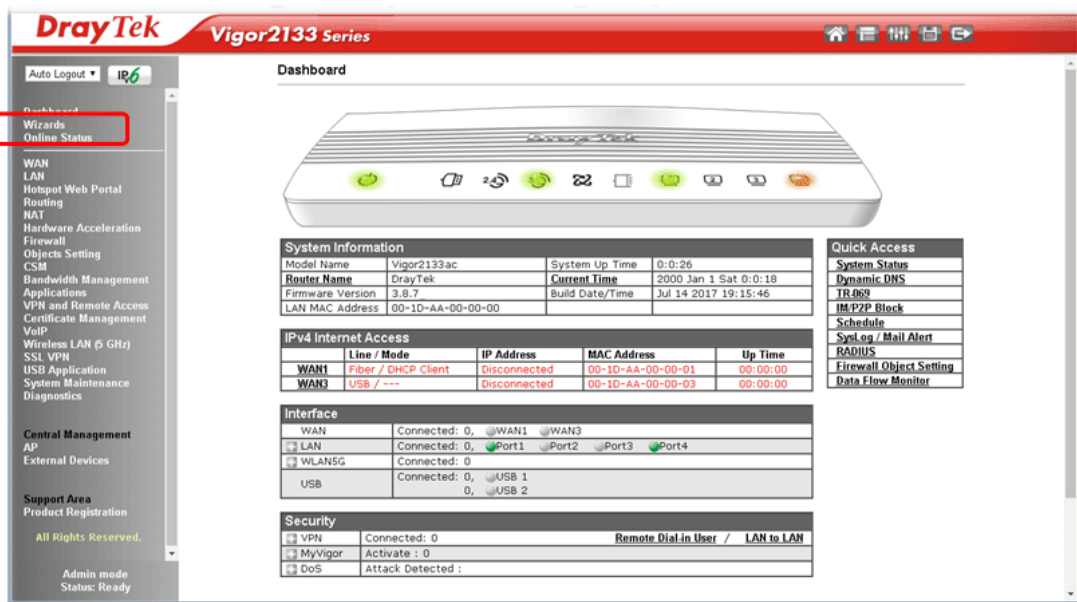 DrayTek Vigor2133 Series
Auto Logout IPv6
Dashboard
Wizards
Online Status
WAN
LAN
Hotspot Web Portal
Routing
NAT
Hardware Acceleration
Firewall
Objects Setting
CSM
Bandwidth Management
Applications
VPN and Remote Access
Certificate Management
VoIP
Wireless LAN (5 GHz)
SSL VPN
USB Application
System Maintenance
Diagnostics
Central Management
AP
External Devices
Support Area
Product Registration
All Rights Reserved.
Admin mode
Status: Ready
Dashboard
DrayTek
System Information
Model Name Vigor2133ac System Up Time 0:0:26
Router Name DrayTek Current Time 2000 Jan 1 Sat 0:0:18
Firmware Version 3.8.7_ Build Date/Time Jul 14 2017 19:15:46
LAN MAC Address 00-1D-AA-00-00-00
IPv4 Internet Access
Line / Mode IP Address MAC Address Up Time
WAN1 Fiber / DHCP Client Disconnected 00-1D-AA-00-00-01 00:00:00
WAN3 USB / --- Disconnected 00-1D-AA-00-00-03 00:00:00
Interface
WAN Connected: 0, WAN1 WAN3
LAN Connected: 0, Port1 Port2 Port3 Port4
WLAN5G Connected: 0
USB Connected: 0, USB 1
0, USB 2
Security
VPN Connected: 0 Remote Dial-in User / LAN to LAN
MyVigor Activate : 0
DoS Attack Detected :
Quick Access
System Status
Dynamic DNS
TR-069
IM/P2P Block
Schedule
SysLog / Mail Alert
RADIUS
Firewall Object Setting
Data Flow Monitor